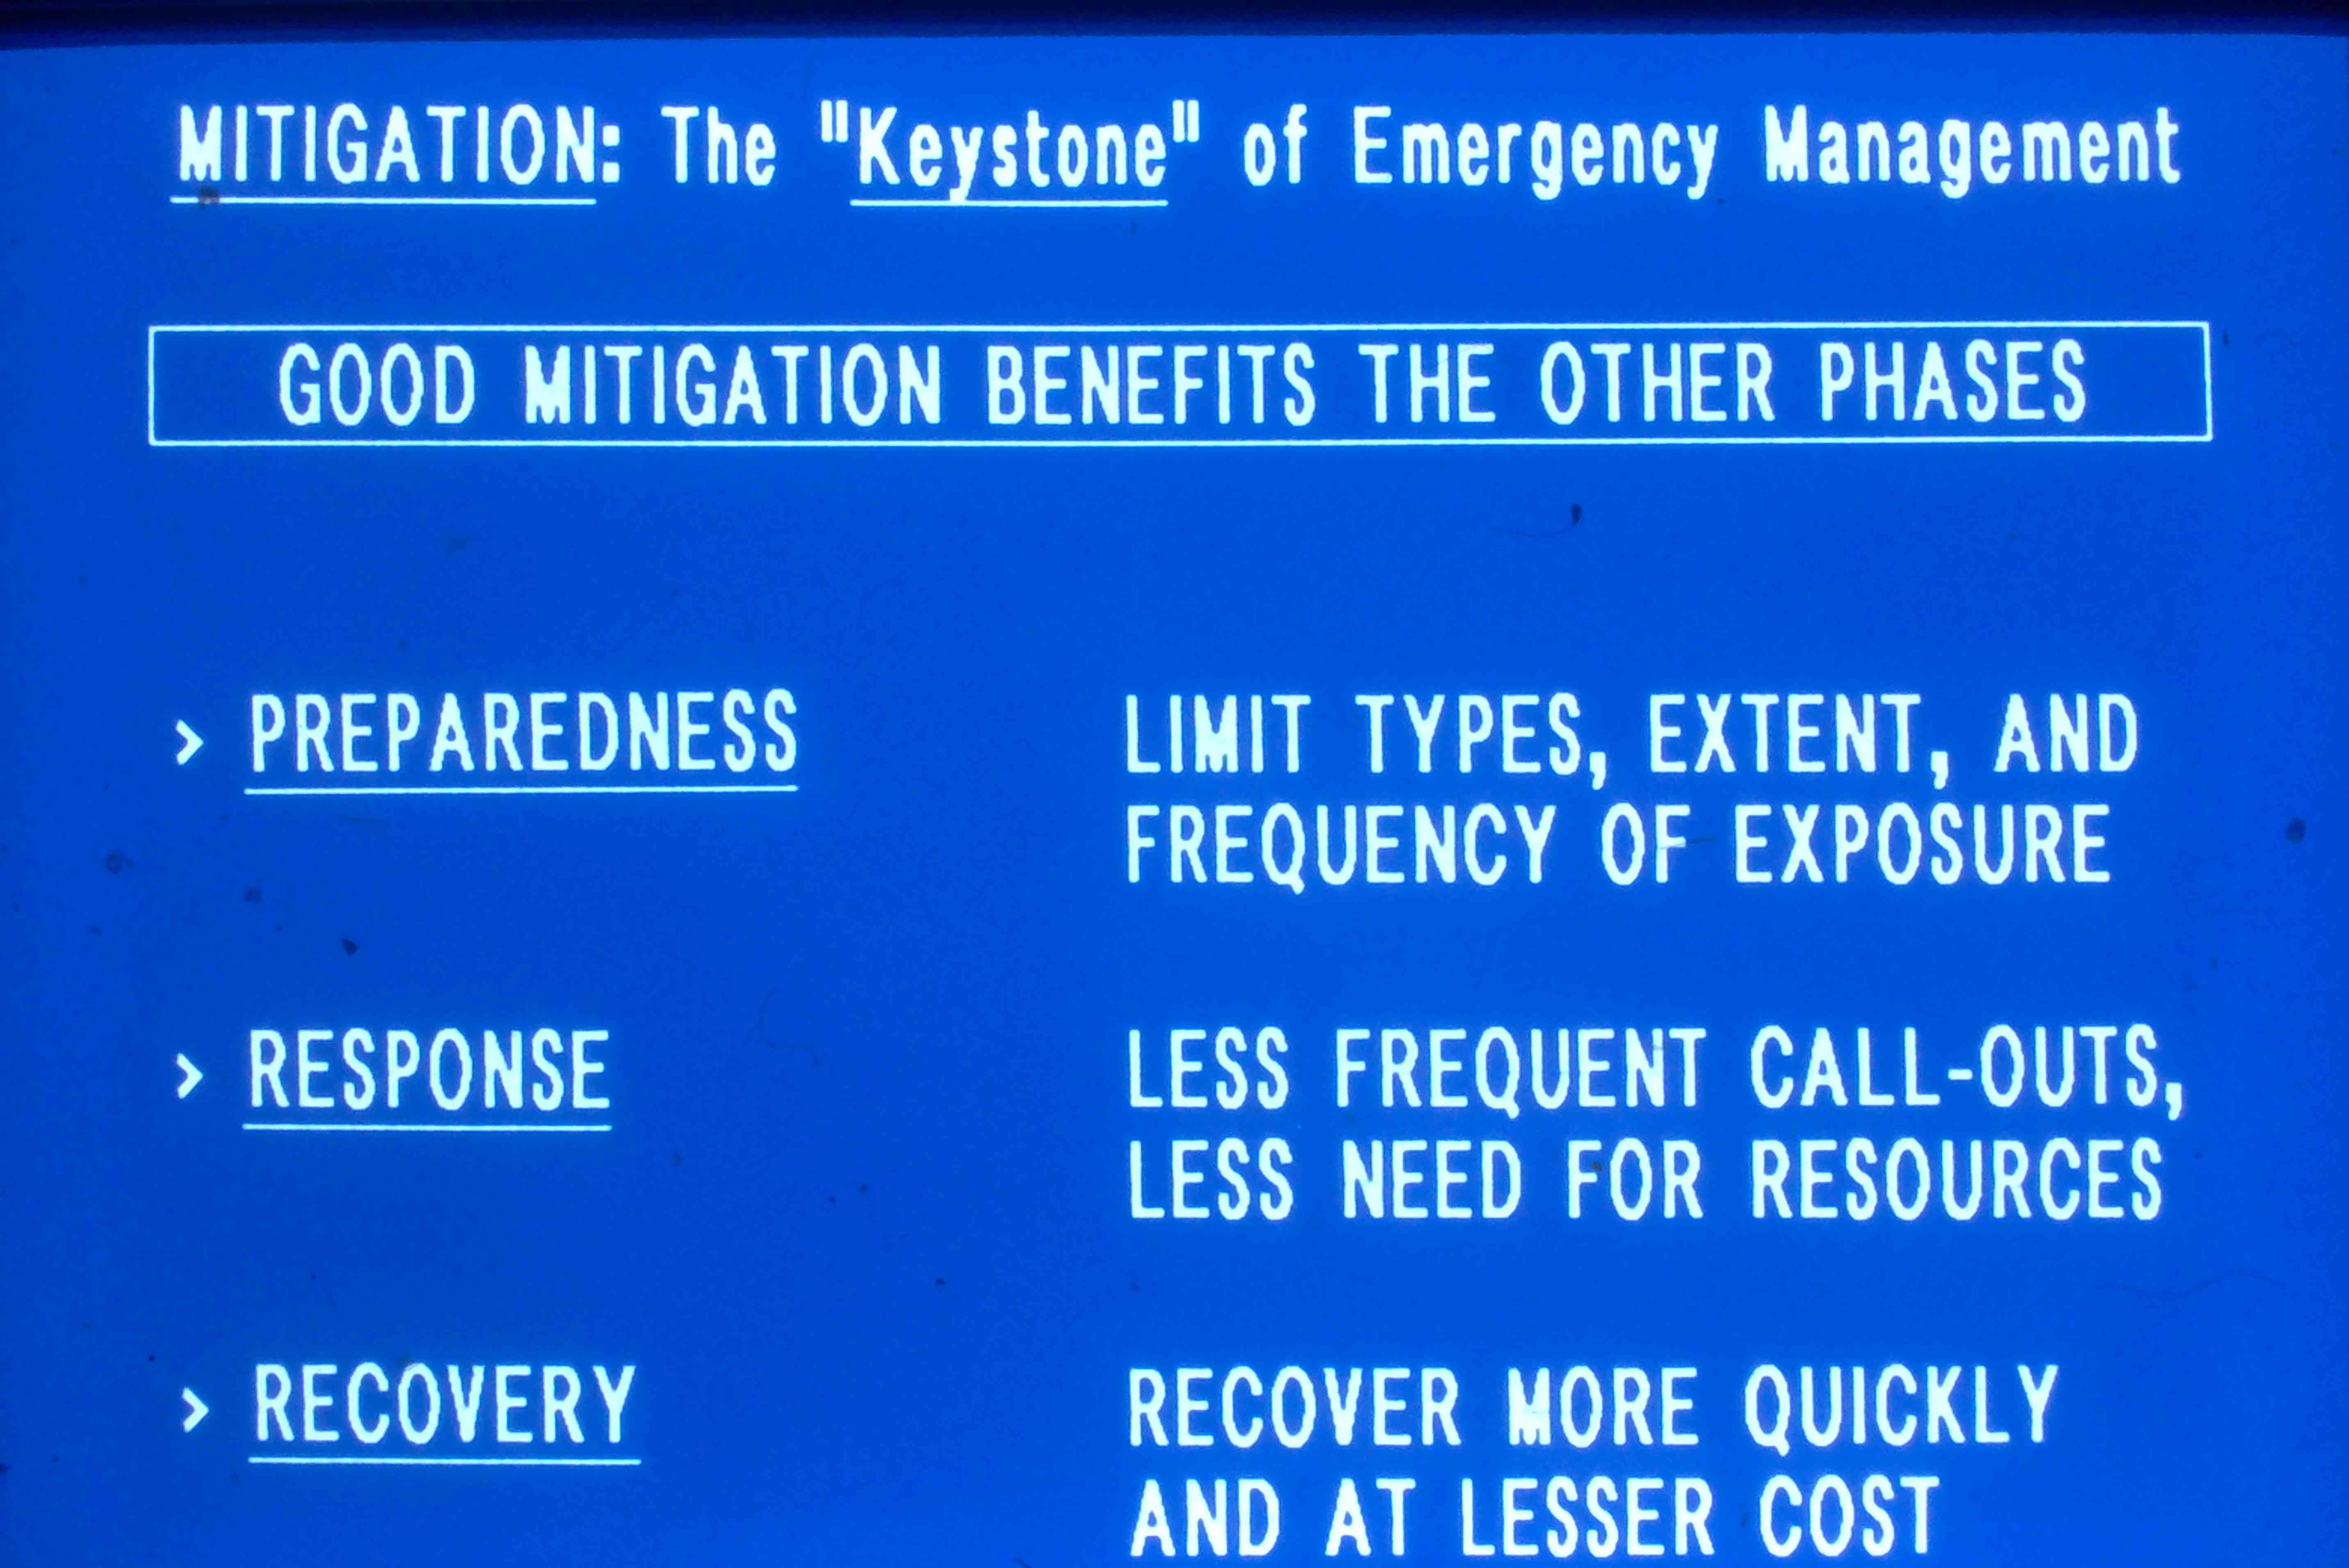 MITIGATION: The "Keystone" of Emergency Management
GOOD MITIGATION BENEFITS THE OTHER PHASES
> PREPAREDNESS LIMIT TYPES, EXTENT, AND
FREQUENCY OF EXPOSURE
> RESPONSE LESS FREQUENT CALL-OUTS,
LESS NEED FOR RESOURCES
> RECOVERY RECOVER MORE QUICKLY
AND AT LESSER COST